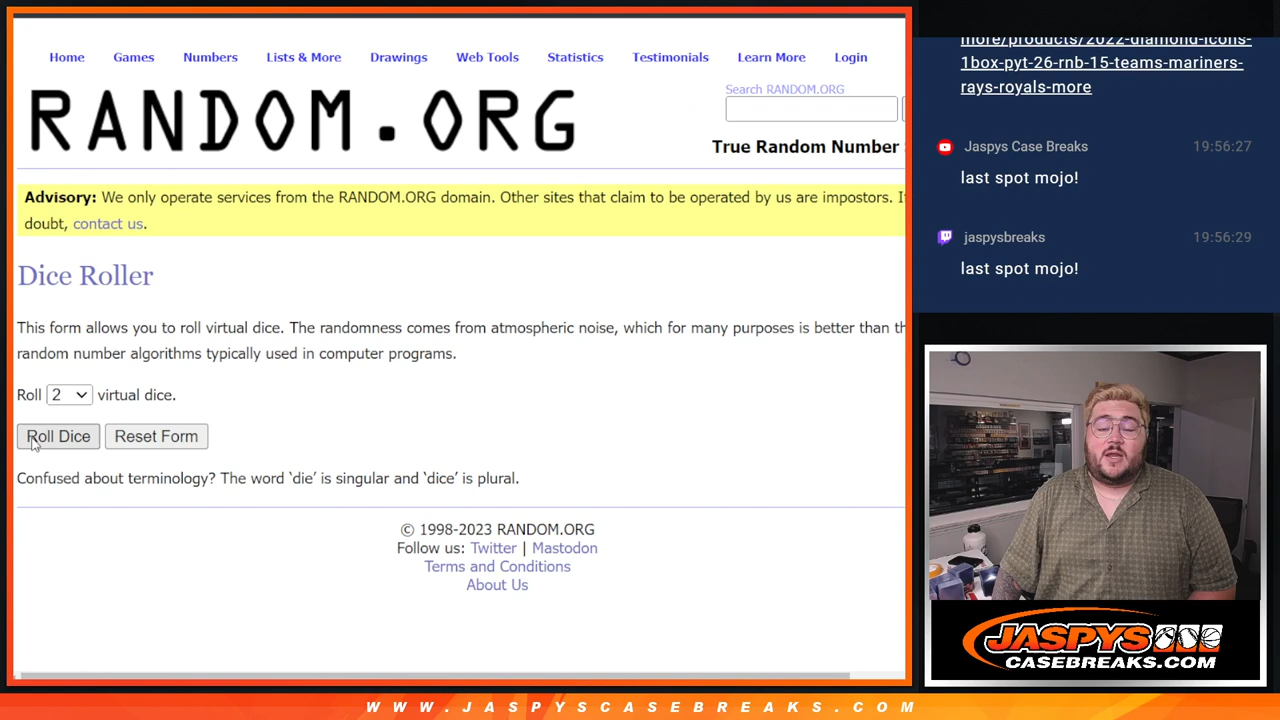 Home Games Numbers Lists & More Drawings Web Tools Statistics Testimonials Learn More Login
RANDOM.ORG
Search RANDOM.ORG
True Random Number
Advisory: We only operate services from the RANDOM.ORG domain. Other sites that claim to be operated by us are impostors. I
doubt, contact us.
Dice Roller
This form allows you to roll virtual dice. The randomness comes from atmospheric noise, which for many purposes is better than th
random number algorithms typically used in computer programs.
Roll 2 virtual dice.
Roll Dice Reset Form
Confused about terminology? The word ‘die’ is singular and ‘dice’ is plural.
© 1998-2023 RANDOM.ORG
Follow us: Twitter | Mastodon
Terms and Conditions
About Us
more/products/2022-diamond-icons-
1box-pyt-26-rnb-15-teams-mariners-
rays-royals-more
Jaspys Case Breaks 19:56:27
last spot mojo!
jaspysbreaks 19:56:29
last spot mojo!
JASPYS
CASEBREAKS.COM
WWW.JASPYSCASEBREAKS.COM